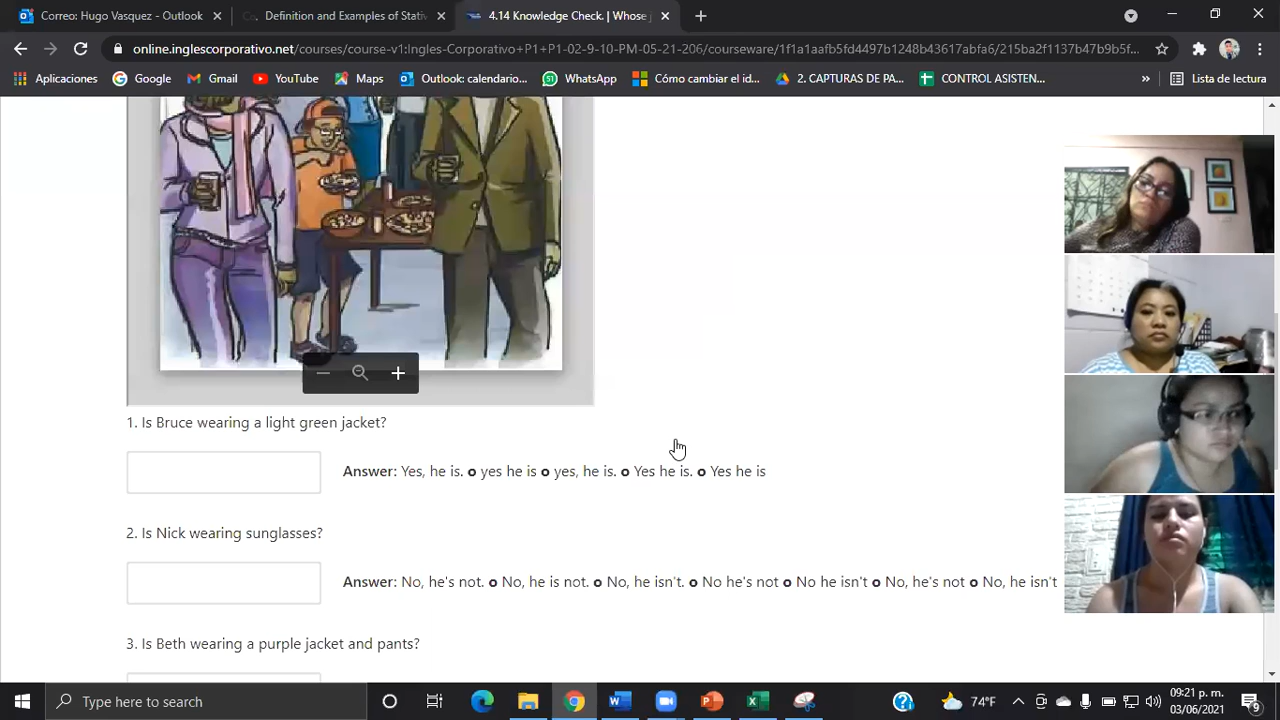 Correo: Hugo Vasquez - Outlook
Definition and Examples of Stativ
4.14 Knowledge Check. | Whose j
online.inglescorporativo.net/courses/course-v1:Ingles-Corporativo+P1+P1-02-9-10-PM-05-21-206/courseware/1f1a1aafb5fd4497b1248b43617abfa6/215ba2f1137b47b9b5f...
Aplicaciones
Google
Gmail
YouTube
Maps
Outlook: calendario...
WhatsApp
Cómo cambiar el id...
2. CAPTURAS DE PA...
CONTROL ASISTEN...
»
Lista de lectura
1. Is Bruce wearing a light green jacket?
Answer: Yes, he is. o yes he is o yes, he is. o Yes he is. o Yes he is
2. Is Nick wearing sunglasses?
Answer: No, he's not. o No, he is not. o No, he isn't. o No he's not o No he isn't o No, he's not o No, he isn't
3. Is Beth wearing a purple jacket and pants?
Type here to search
74°F
09:21 p. m.
03/06/2021
9